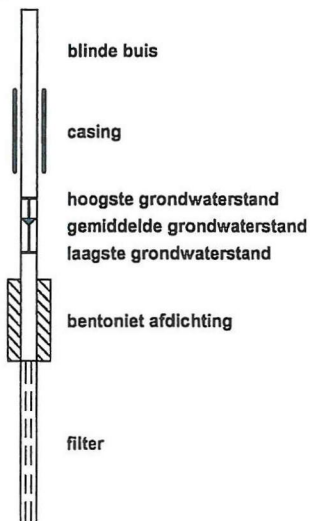 blinde buis
casing
hoogste grondwaterstand
gemiddelde grondwaterstand
laagste grondwaterstand
bentoniet afdichting
filter